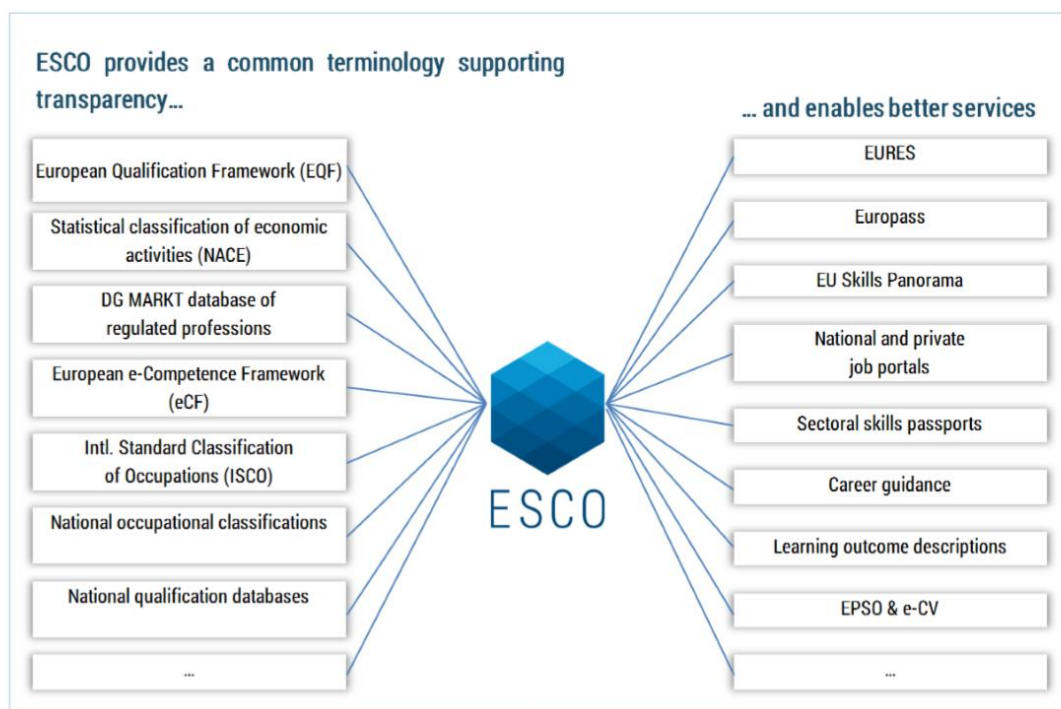 ESCO provides a common terminology supporting
transparency...
European Qualification Framework (EQF)
Statistical classification of economic
activities (NACE)
DG MARKT database of
regulated professions
European e-Competence Framework
(eCF)
Intl. Standard Classification
of Occupations (ISCO)
National occupational classifications
National qualification databases
...
ESCO
... and enables better services
EURES
Europass
EU Skills Panorama
National and private
job portals
Sectoral skills passports
Career guidance
Learning outcome descriptions
EPSO & e-CV
...